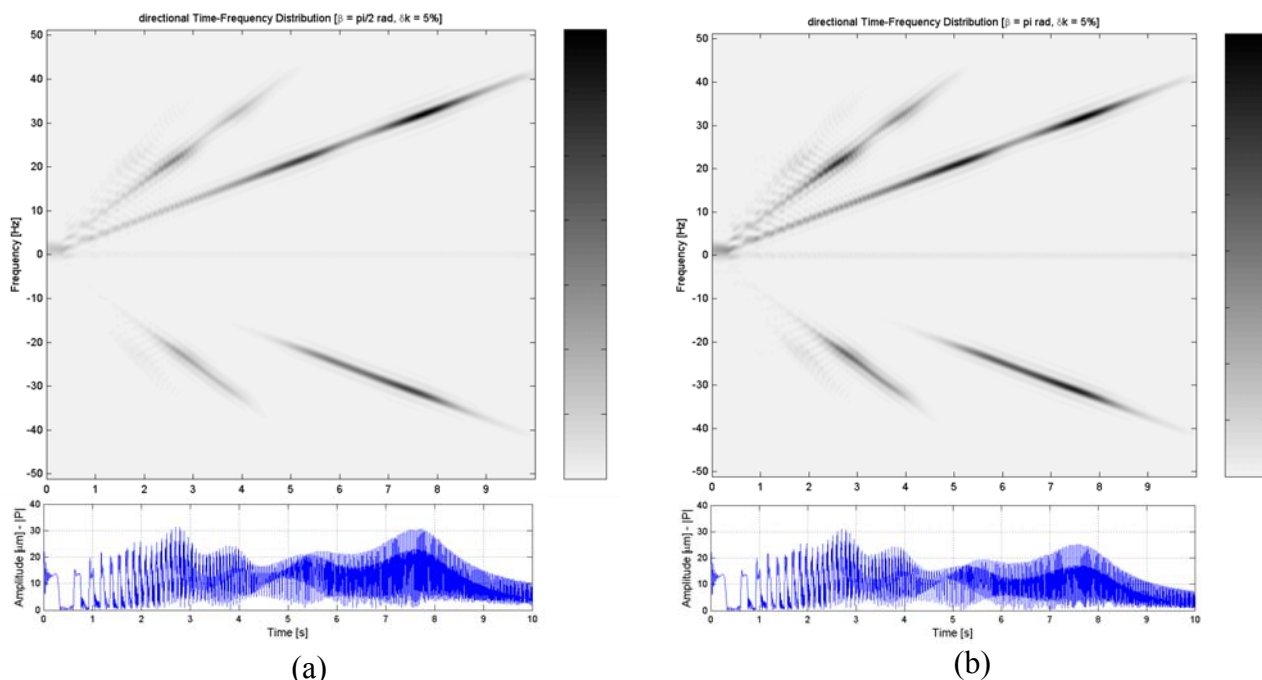 directional Time-Frequency Distribution [β = pi/2 rad, δk = 5%]
50
40
30
20
10
0
-10
-20
-30
-40
-50
Frequency [Hz]
0 1 2 3 4 5 6 7 8 9
40
30
20
10
0
Amplitude [μm] - |P|
0 1 2 3 4 5 6 7 8 9 10
Time [s]
(a)
directional Time-Frequency Distribution [β = pi rad, δk = 5%]
50
40
30
20
10
0
-10
-20
-30
-40
-50
Frequency [Hz]
0 1 2 3 4 5 6 7 8 9
40
30
20
10
0
Amplitude [μm] - |P|
0 1 2 3 4 5 6 7 8 9 10
Time [s]
(b)